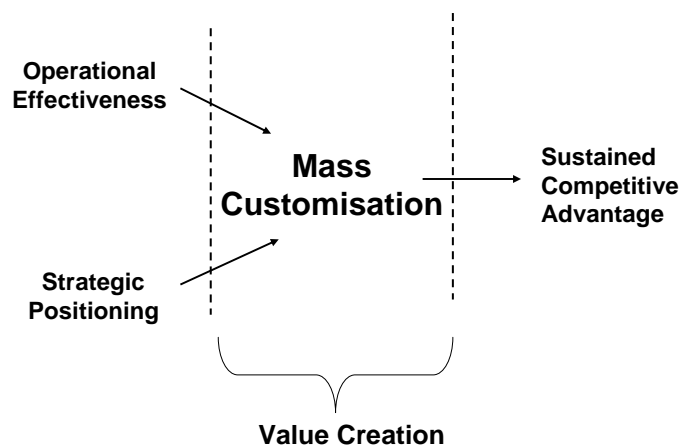 Operational
Effectiveness
Mass
Customisation
Sustained
Competitive
Advantage
Strategic
Positioning
Value Creation